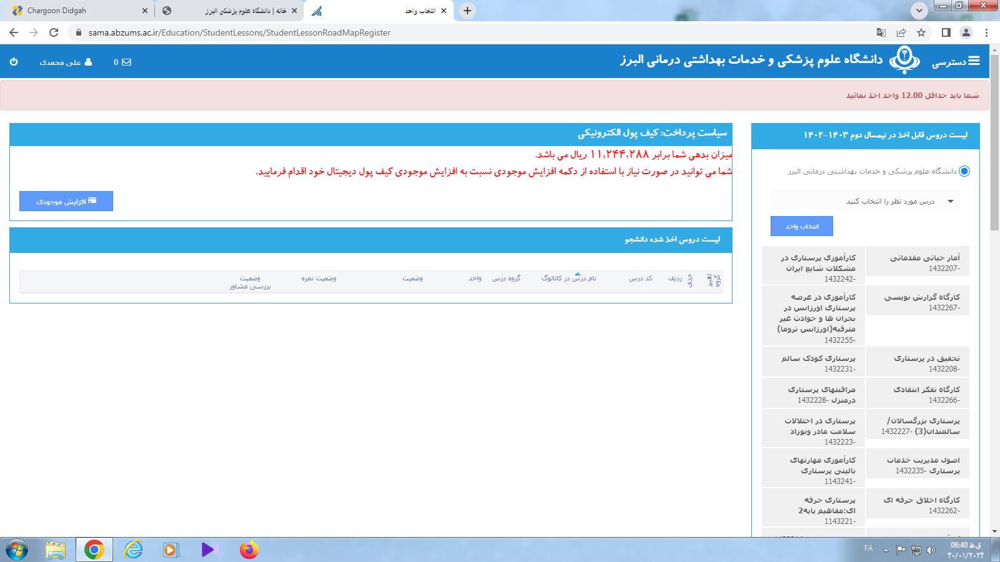 Chargoon Didgah
خانه | دانشگاه علوم پزشکی البرز
انتخاب واحد
sama.abzums.ac.ir/Education/StudentLessons/StudentLessonRoadMapRegister
دسترسی
دانشگاه علوم پزشکی و خدمات بهداشتی درمانی البرز
0
علی محمدی
شما باید حداقل 12.00 واحد اخذ نمائید
لیست دروس قابل اخذ در نیمسال دوم ۱۴۰۳-۱۴۰۲
دانشگاه علوم پزشکی و خدمات بهداشتی درمانی البرز
درس مورد نظر را انتخاب کنید
انتخاب واحد
آمار حیاتی مقدماتی
1432207-
کارآموزی پرستاری در
مشکلات شایع ایران
1432242-
کارگاه گزارش نویسی
1432267-
کارآموزی در عرصه
پرستاری اورژانس در
بحران ها و حوادث غیر
مترقبه(اورژانس تروما)
1432255-
تحقیق در پرستاری
1432208-
پرستاری کودک سالم
1432231-
کارگاه تفکر انتقادی
1432266-
مراقبتهای پرستاری
درمنزل -1432228
پرستاری بزرگسالان/
سالمندان(3) -1432227
پرستاری در اختلالات
سلامت مادر ونوزاد
1432223-
اصول مدیریت خدمات
پرستاری -1432235
کارآموزی مهارتهای
بالینی پرستاری
1143241-
کارگاه اخلاق حرفه ای
1432262-
پرستاری حرفه
ای:مفاهیم پایه2
1143221-
سیاست پرداخت: کیف پول الکترونیکی
میزان بدهی شما برابر ۱۱,۲۴۴,۲۸۸ ریال می باشد.
شما می توانید در صورت نیاز با استفاده از دکمه افزایش موجودی نسبت به افزایش موجودی کیف پول دیجیتال خود اقدام فرمایید.
افزایش موجودی
لیست دروس اخذ شده دانشجو
تغییر گروه
حذف
ردیف
کد درس
نام درس در کاتالوگ
گروه درس
واحد
وضعیت
وضعیت نمره
وضعیت
بررسی مشاور
FA
08:40 ق.ظ
۳۰/۰۱/۲۰۲۴